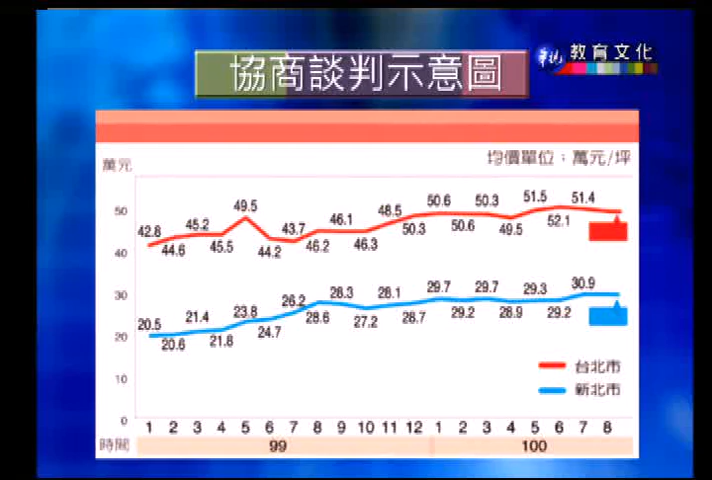 華視 教育文化
協商談判示意圖
萬元
均價單位：萬元/坪
50
40
30
20
10
0
42.8 44.6 45.2 45.5 49.5 44.2 43.7 46.2 46.1 46.3 48.5 50.3 50.6 50.6 50.3 49.5 51.5 52.1 51.4
20.5 20.6 21.4 21.8 23.8 24.7 26.2 28.6 28.3 27.2 28.1 28.7 29.7 29.2 29.7 28.9 29.3 29.2 30.9
台北市
新北市
1 2 3 4 5 6 7 8 9 10 11 12 1 2 3 4 5 6 7 8
時間 99 100